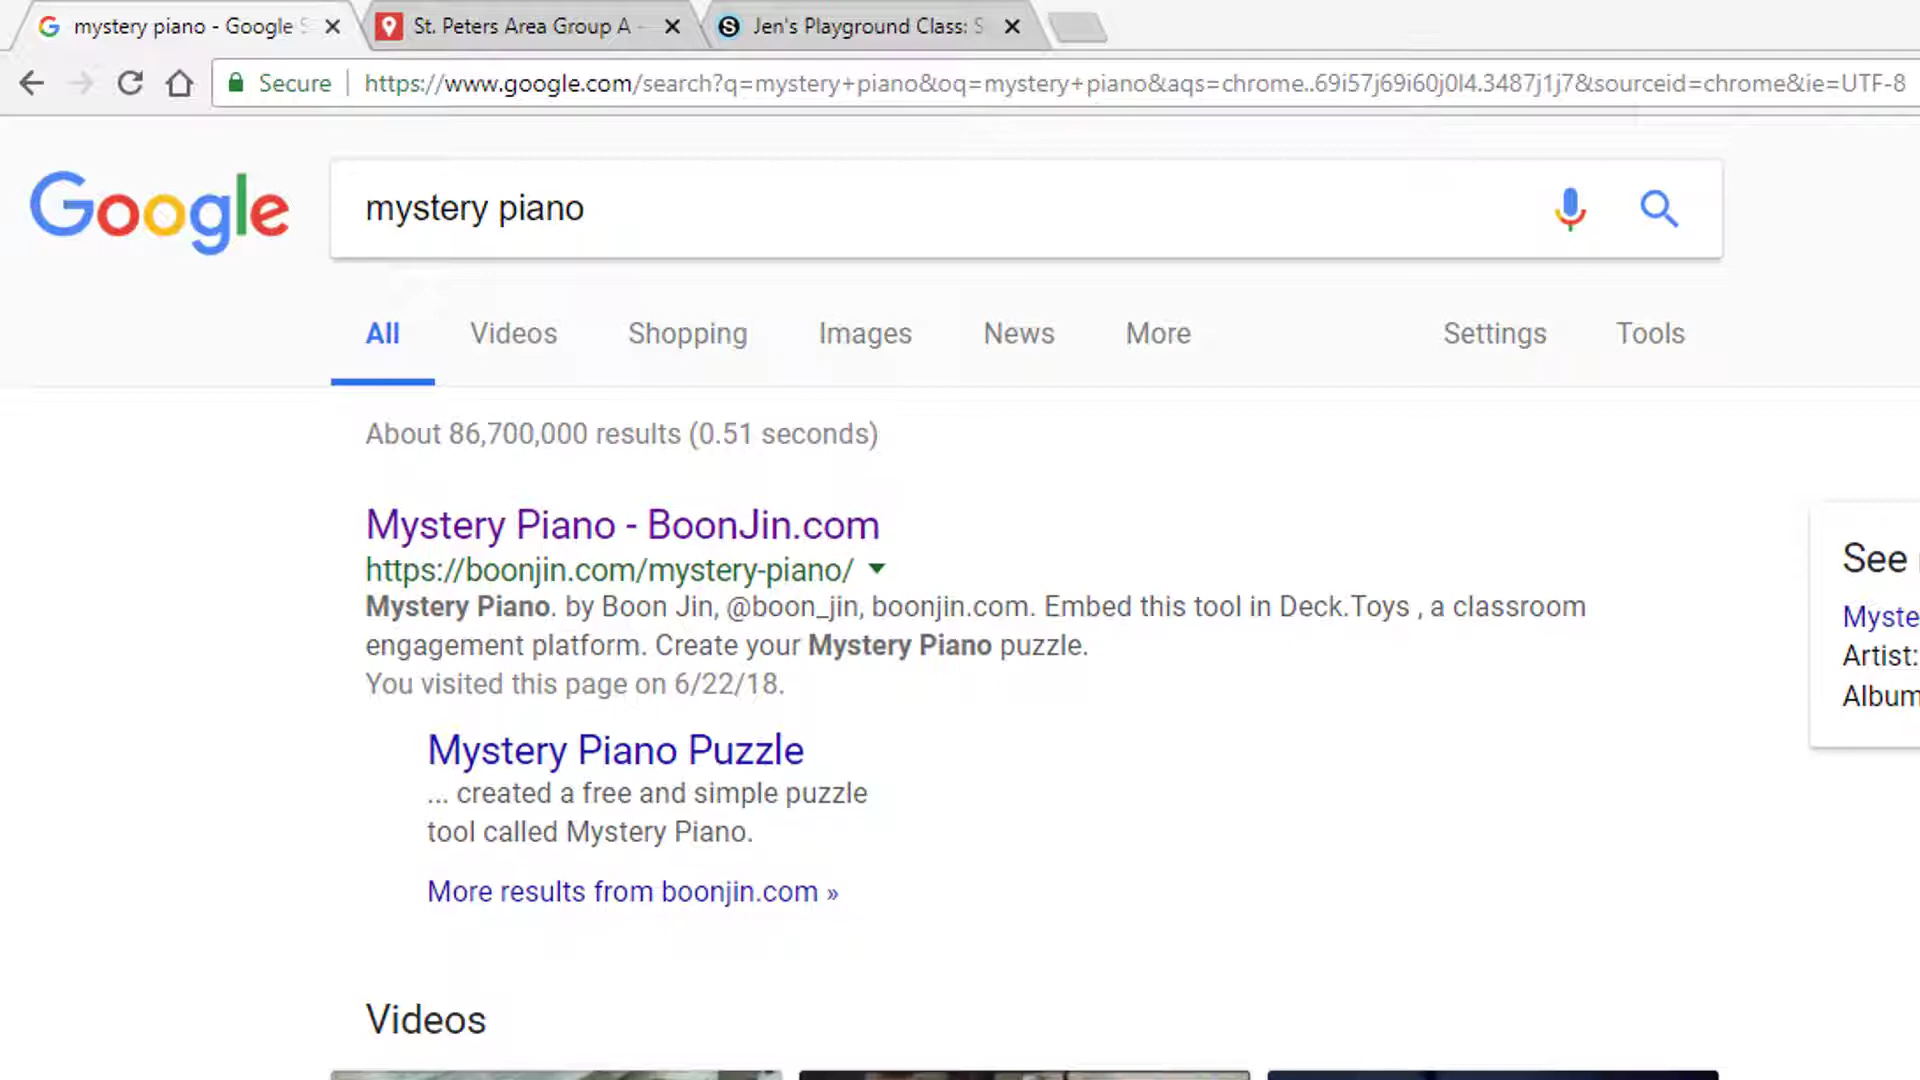 mystery piano - Google S
St. Peters Area Group A -
Jen's Playground Class: S
Secure
https://www.google.com/search?q=mystery+piano&oq=mystery+piano&aqs=chrome..69i57j69i60j0l4.3487j1j7&sourceid=chrome&ie=UTF-8
Google
mystery piano
All Videos Shopping Images News More Settings Tools
About 86,700,000 results (0.51 seconds)
Mystery Piano - BoonJin.com
https://boonjin.com/mystery-piano/
Mystery Piano. by Boon Jin, @boon_jin, boonjin.com. Embed this tool in Deck.Toys , a classroom
engagement platform. Create your Mystery Piano puzzle.
You visited this page on 6/22/18.
Mystery Piano Puzzle
... created a free and simple puzzle
tool called Mystery Piano.
More results from boonjin.com »
Videos
See
Myste
Artist:
Album